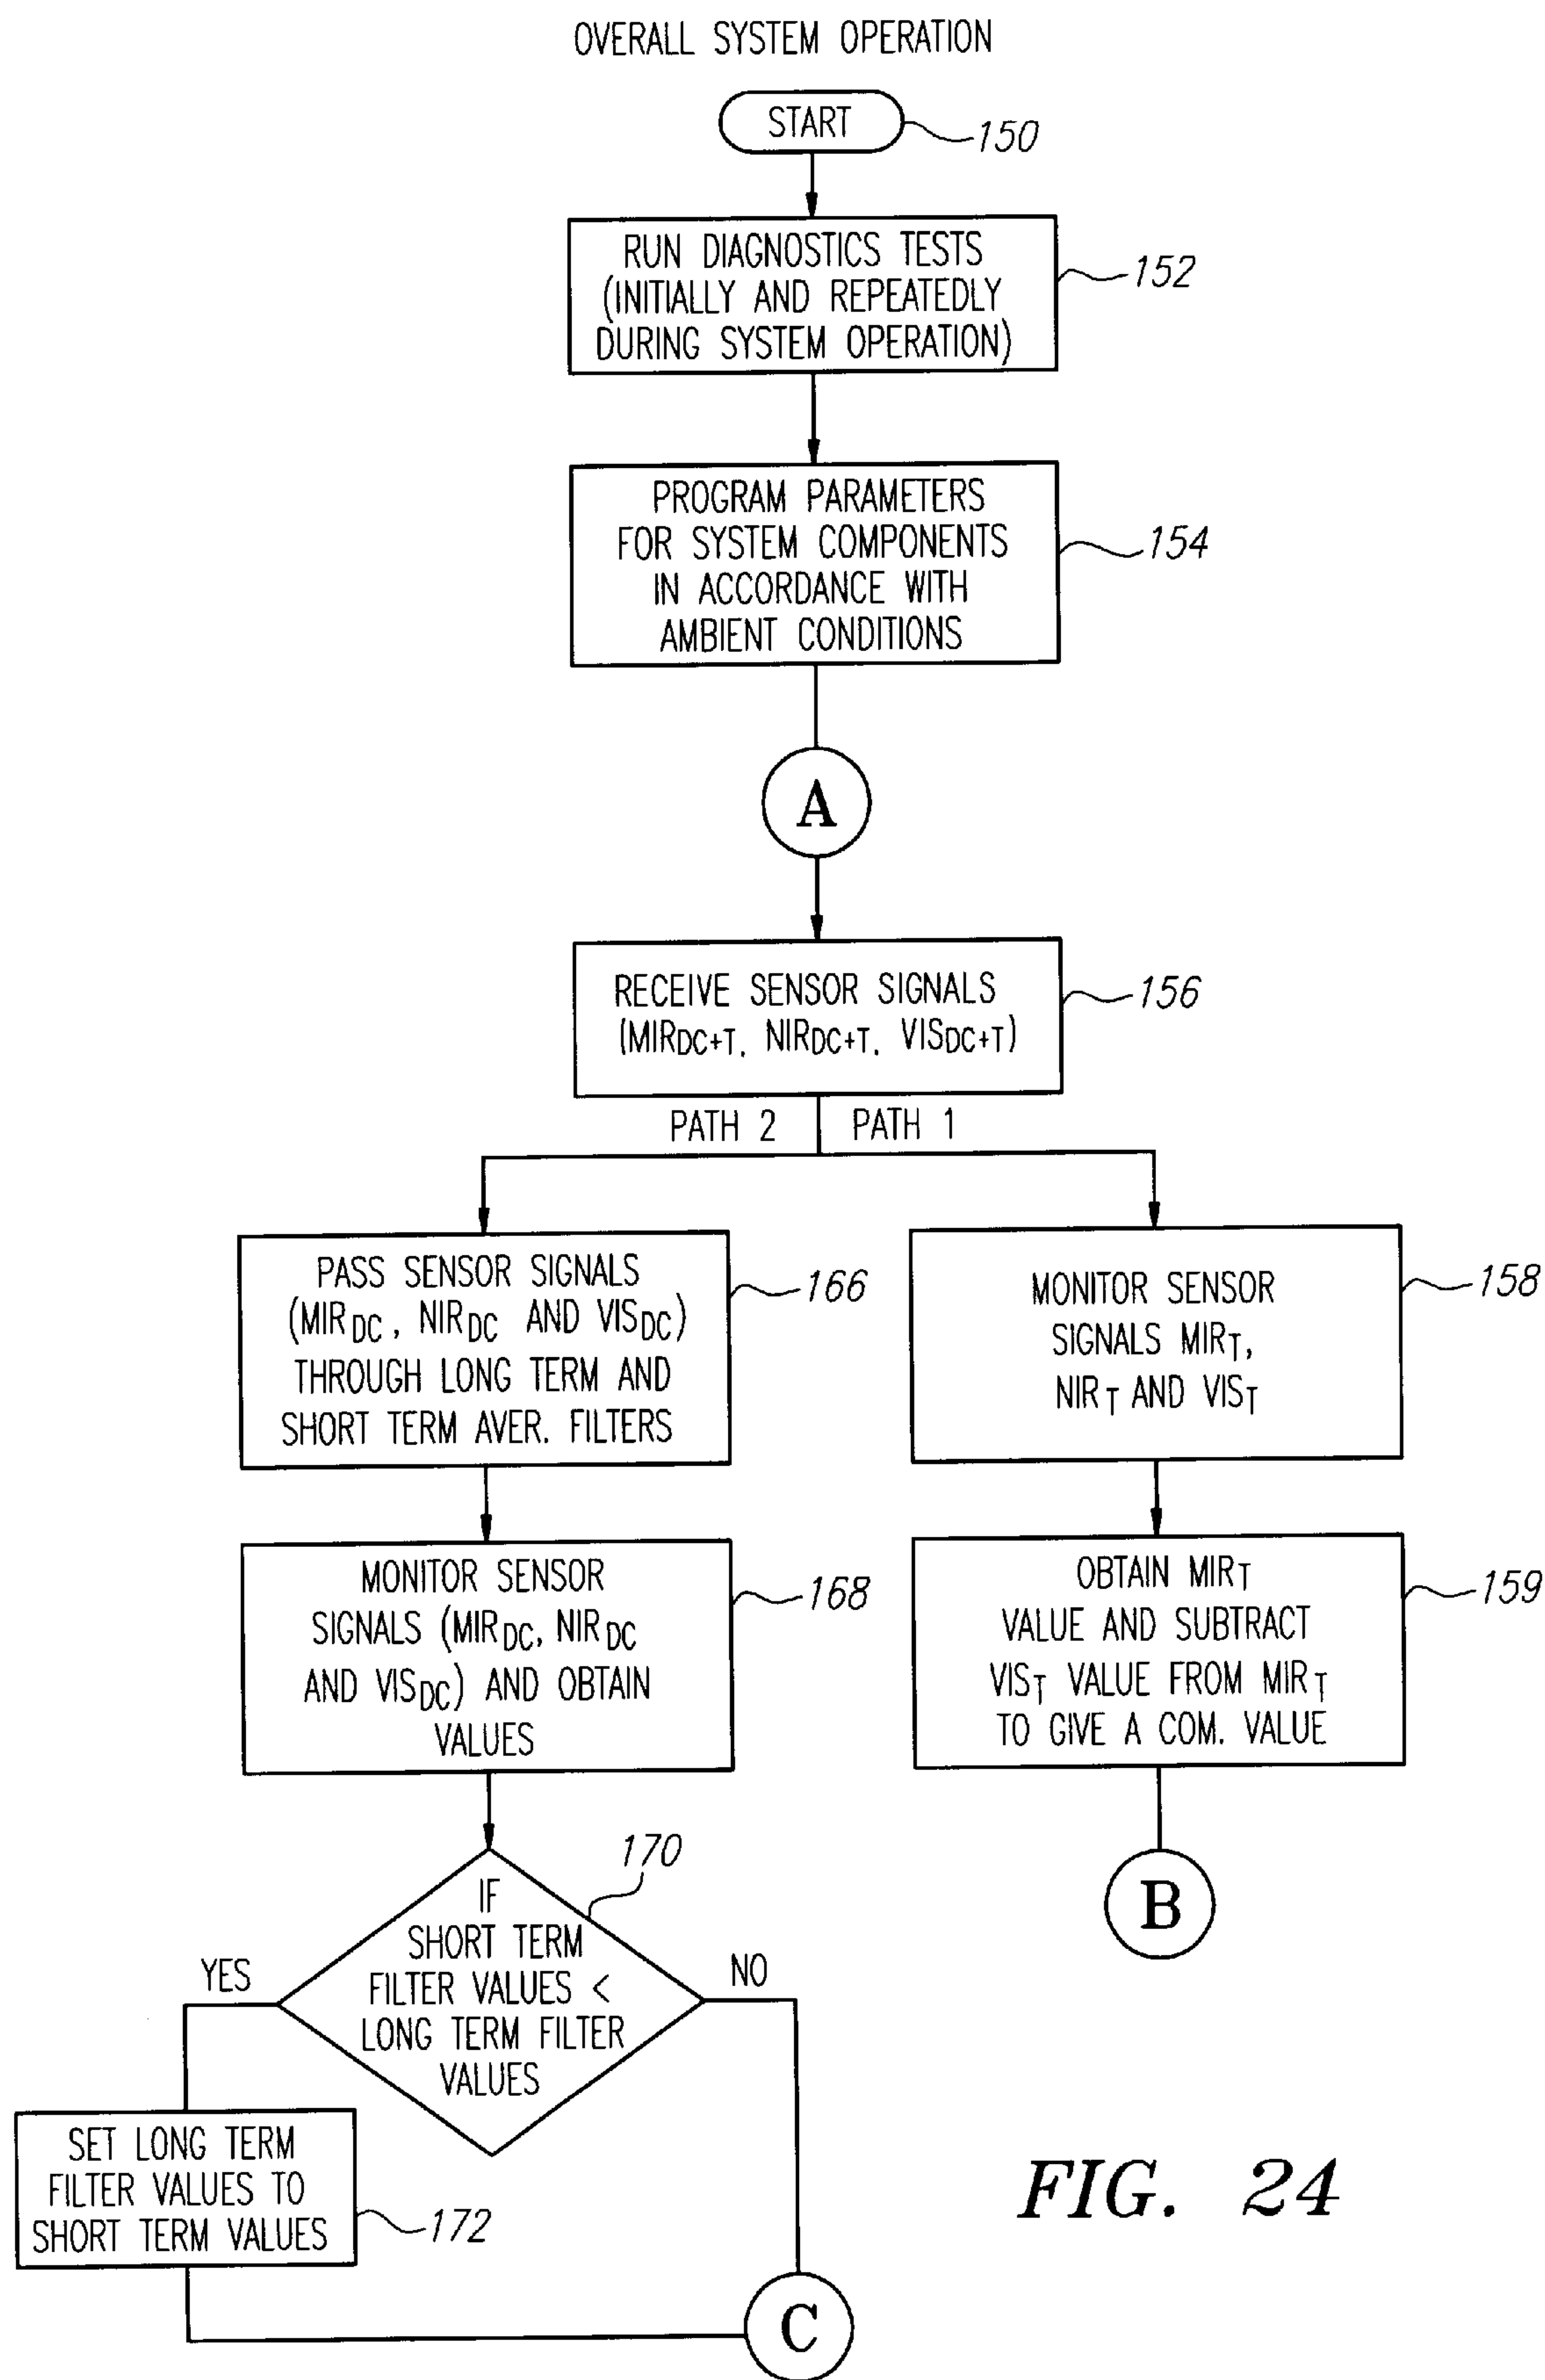 OVERALL SYSTEM OPERATION
START
150
RUN DIAGNOSTICS TESTS
(INITIALLY AND REPEATEDLY
DURING SYSTEM OPERATION)
152
PROGRAM PARAMETERS
FOR SYSTEM COMPONENTS
IN ACCORDANCE WITH
AMBIENT CONDITIONS
154
A
RECEIVE SENSOR SIGNALS
(MIRDC+T, NIRDC+T, VISDC+T)
156
PATH 2
PATH 1
PASS SENSOR SIGNALS
(MIRDC, NIRDC AND VISDC)
THROUGH LONG TERM AND
SHORT TERM AVER. FILTERS
166
MONITOR SENSOR
SIGNALS MIRT,
NIRT AND VIST
158
MONITOR SENSOR
SIGNALS (MIRDC, NIRDC
AND VISDC) AND OBTAIN
VALUES
168
OBTAIN MIRT
VALUE AND SUBTRACT
VIST VALUE FROM MIRT
TO GIVE A COM. VALUE
159
B
170
IF
SHORT TERM
FILTER VALUES <
LONG TERM FILTER
VALUES
YES
NO
SET LONG TERM
FILTER VALUES TO
SHORT TERM VALUES
172
C
FIG. 24